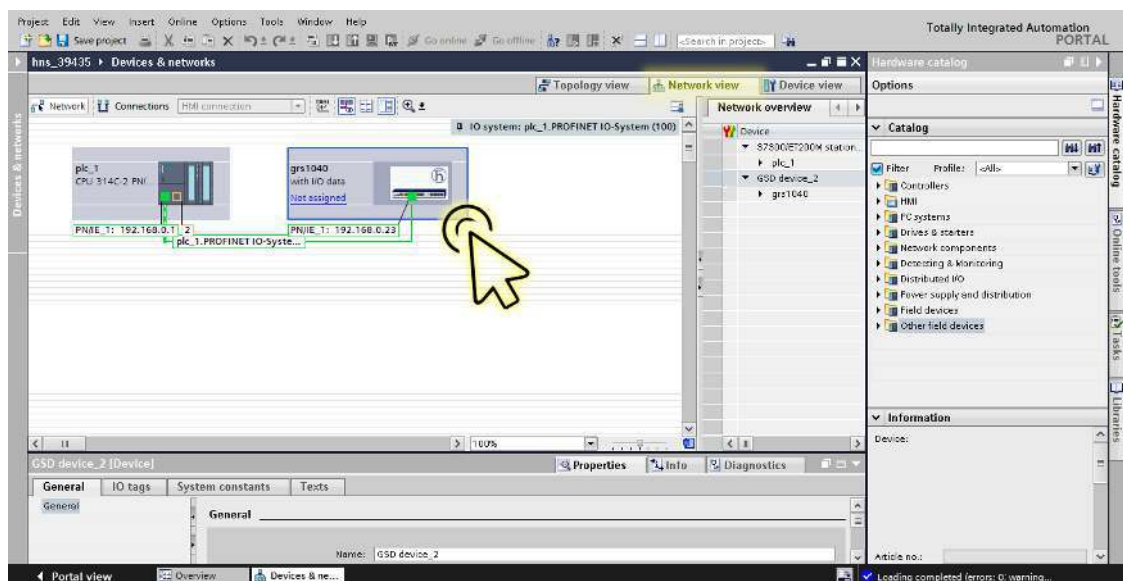 Project Edit View Insert Online Options Tools Window Help
Totally Integrated Automation
PORTAL
Save project
Go online
Go offline
<Search in project>
hns_39435 ▸ Devices & networks
Hardware catalog
Topology view
Network view
Device view
Options
Network
Connections
HMI connection
Network overview
IO system: plc_1.PROFINET IO-System (100)
Device
S7300/ET200M station...
plc_1
GSD device_2
grs1040
plc_1
CPU 314C-2 PN/...
grs1040
with I/O data
Not assigned
PN/IE_1: 192.168.0.1
2
PN/IE_1: 192.168.0.23
plc_1.PROFINET IO-Syste...
Catalog
Filter
Profile:
<All>
Controllers
HMI
PC systems
Drives & starters
Network components
Detecting & Monitoring
Distributed I/O
Power supply and distribution
Field devices
Other field devices
Devices & networks
Hardware catalog
Online tools
Tasks
Libraries
Information
Device:
Article no.:
100%
GSD device_2 [Device]
Properties
Info
Diagnostics
General
IO tags
System constants
Texts
General
General
Name:
GSD device_2
Portal view
Overview
Devices & ne...
Loading completed (errors: 0; warning...